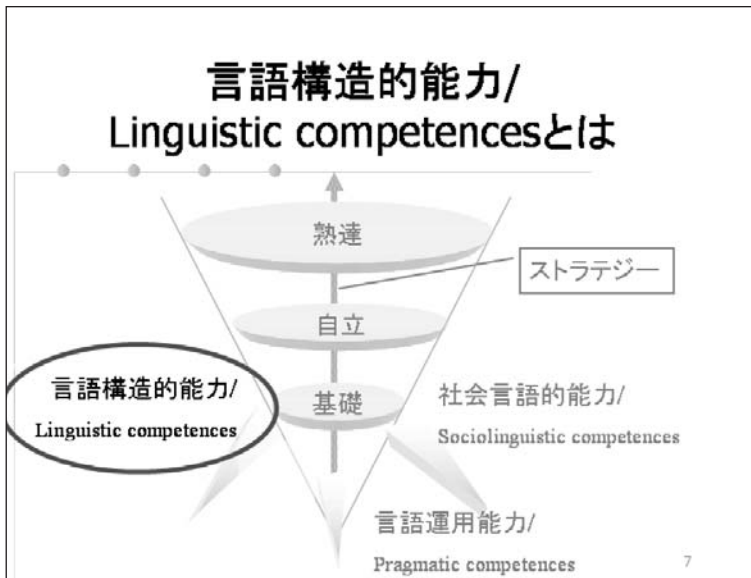 言語構造的能力/
Linguistic competencesとは
熟達
ストラテジー
自立
言語構造的能力/
Linguistic competences
基礎
社会言語的能力/
Sociolinguistic competences
言語運用能力/
Pragmatic competences
7